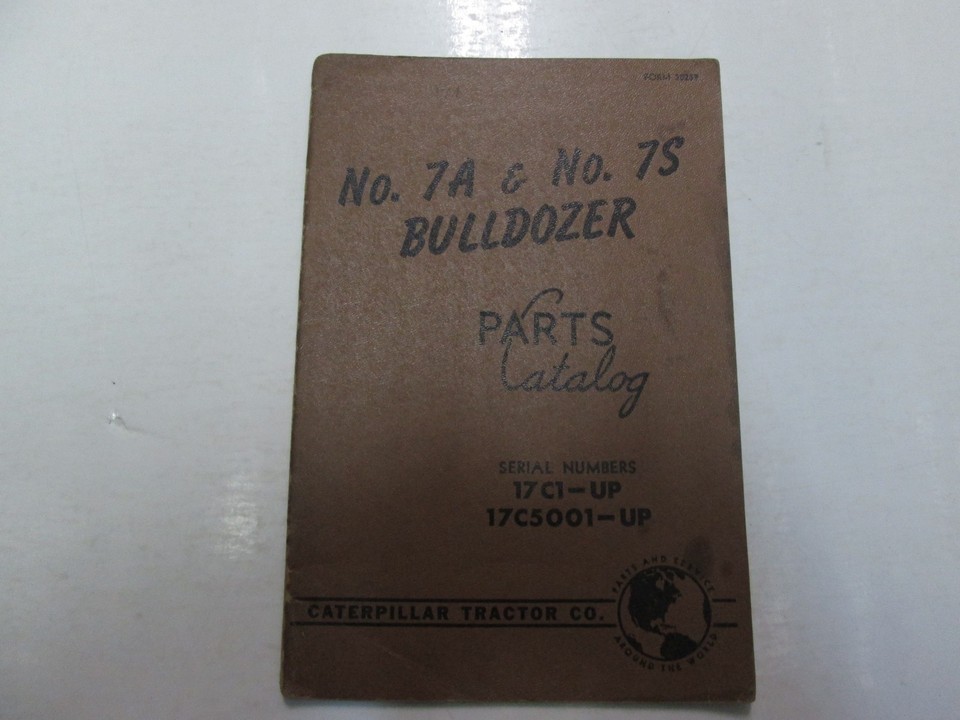 FORM
No. 7A & No. 7S
BULLDOZER
PARTS
Catalog
SERIAL NUMBERS
17C1-UP
17C5001-UP
CATERPILLAR TRACTOR CO.
PARTS AND SERVICE
AROUND THE WORLD